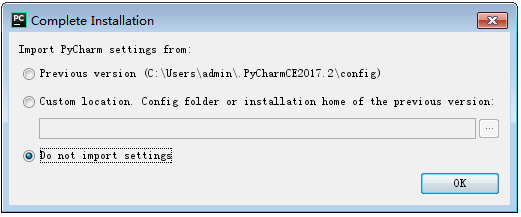 PC Complete Installation
Import PyCharm settings from:
Previous version (C:\Users\admin\.PyCharmCE2017.2\config)
Custom location. Config folder or installation home of the previous version:
...
Do not import settings
OK